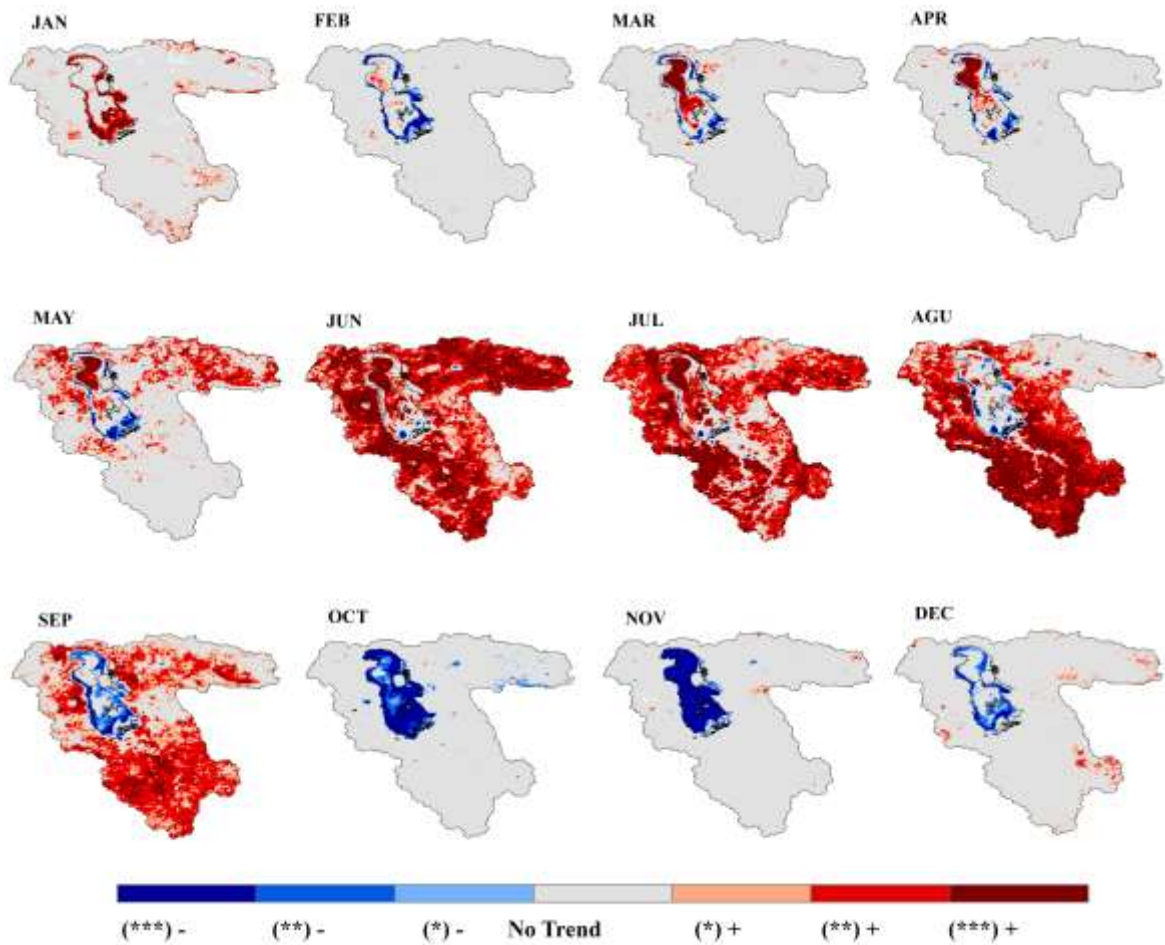 JAN FEB MAR APR
MAY JUN JUL AGU
SEP OCT NOV DEC
(***) - (**) - (*) - No Trend (*) + (**) + (***) +